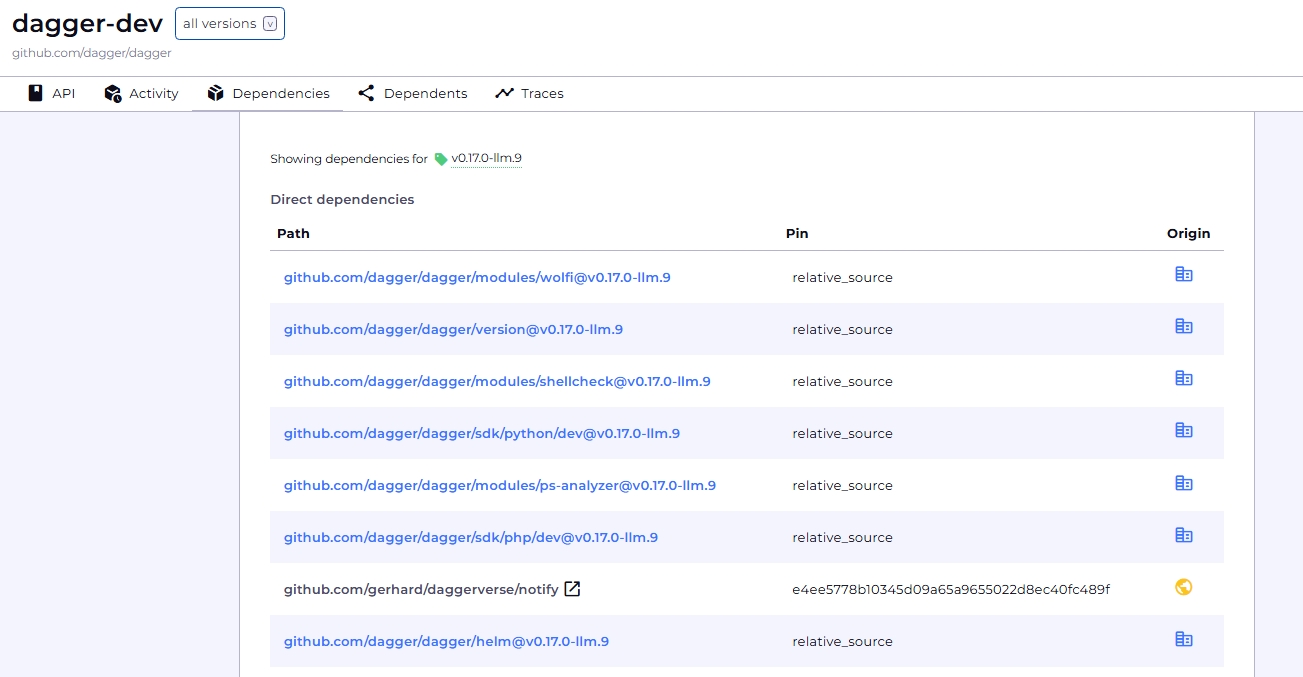 dagger-dev all versions v
github.com/dagger/dagger
API Activity Dependencies Dependents Traces
Showing dependencies for v0.17.0-llm.9
Direct dependencies
Path Pin Origin
github.com/dagger/dagger/modules/wolfi@v0.17.0-llm.9 relative_source
github.com/dagger/dagger/version@v0.17.0-llm.9 relative_source
github.com/dagger/dagger/modules/shellcheck@v0.17.0-llm.9 relative_source
github.com/dagger/dagger/sdk/python/dev@v0.17.0-llm.9 relative_source
github.com/dagger/dagger/modules/ps-analyzer@v0.17.0-llm.9 relative_source
github.com/dagger/dagger/sdk/php/dev@v0.17.0-llm.9 relative_source
github.com/gerhard/daggerverse/notify e4ee5778b10345d09a65a9655022d8ec40fc489f
github.com/dagger/dagger/helm@v0.17.0-llm.9 relative_source